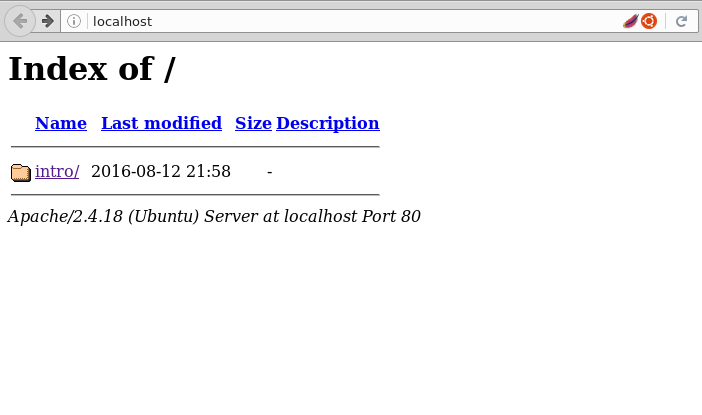 localhost
Index of /
Name Last modified Size Description
intro/ 2016-08-12 21:58 -
Apache/2.4.18 (Ubuntu) Server at localhost Port 80